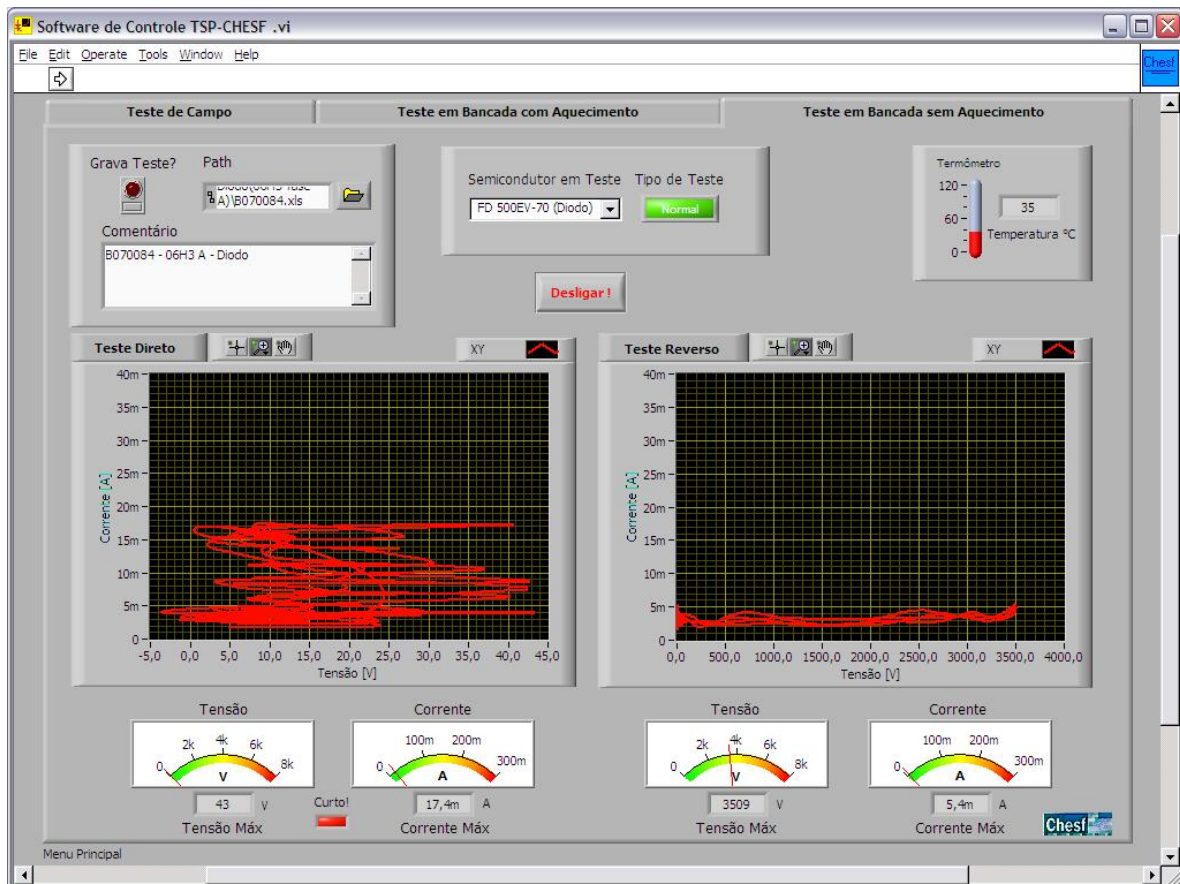 Software de Controle TSP-CHESF .vi
File Edit Operate Tools Window Help
Chesf
Teste de Campo
Teste em Bancada com Aquecimento
Teste em Bancada sem Aquecimento
Grava Teste?
Path
A)\B070084.xls
Comentário
B070084 - 06H3 A - Diodo
Semicondutor em Teste
Tipo de Teste
FD 500EV-70 (Diodo)
Normal
Desligar !
Termômetro
120
60
0
35
Temperatura ºC
Teste Direto
XY
40m
35m
30m
25m
20m
15m
10m
5m
0
Corrente [A]
-5,0 0,0 5,0 10,0 15,0 20,0 25,0 30,0 35,0 40,0 45,0
Tensão [V]
Teste Reverso
XY
40m
35m
30m
25m
20m
15m
10m
5m
0
Corrente [A]
0,0 500,0 1000,0 1500,0 2000,0 2500,0 3000,0 3500,0 4000,0
Tensão [V]
Tensão
0 2k 4k 6k 8k
V
43 V
Tensão Máx
Curto!
Corrente
0 100m 200m 300m
A
17,4m A
Corrente Máx
Tensão
0 2k 4k 6k 8k
V
3509 V
Tensão Máx
Corrente
0 100m 200m 300m
A
5,4m A
Corrente Máx
Chesf
Menu Principal